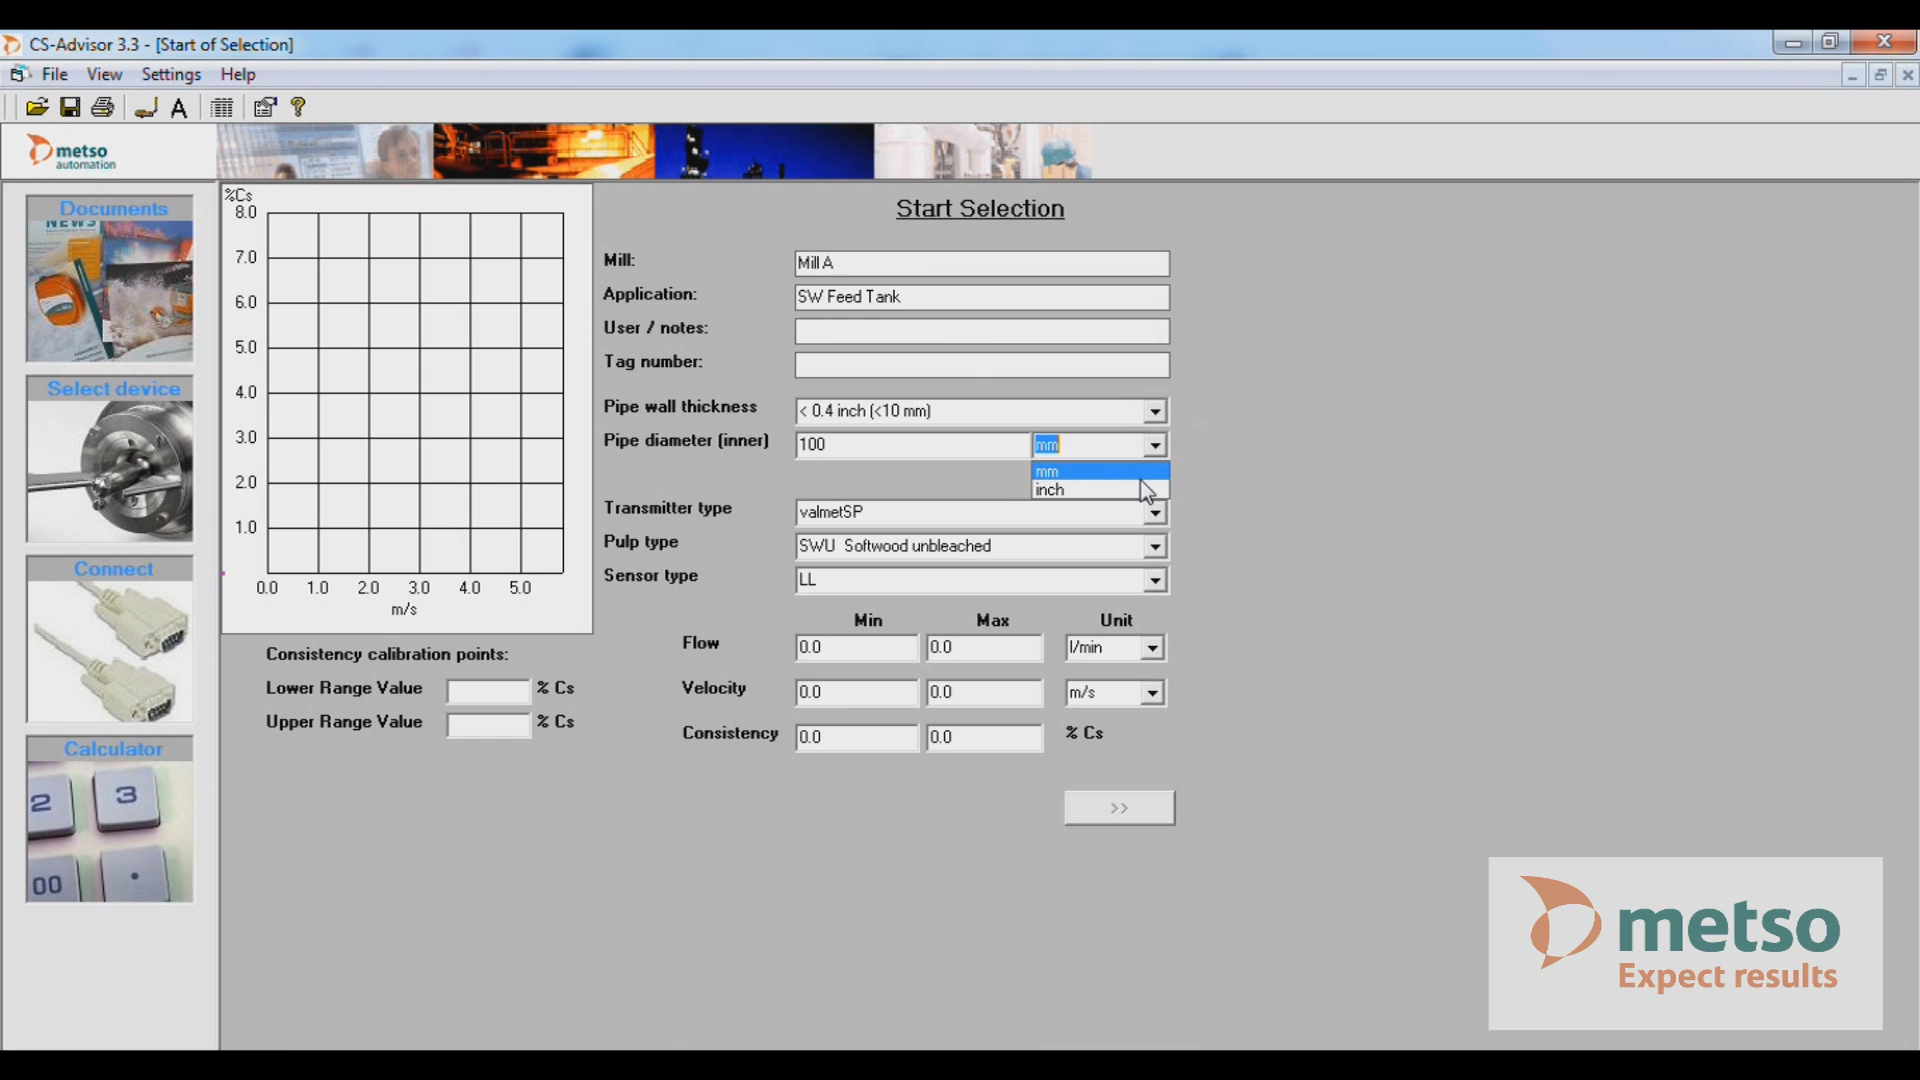 CS-Advisor 3.3 - [Start of Selection]
File View Settings Help
metso
automation
Documents
NEWS
Select device
Connect
Calculator
2 3
00
%Cs
8.0
7.0
6.0
5.0
4.0
3.0
2.0
1.0
0.0 1.0 2.0 3.0 4.0 5.0
m/s
Consistency calibration points:
Lower Range Value % Cs
Upper Range Value % Cs
Start Selection
Mill: Mill A
Application: SW Feed Tank
User / notes:
Tag number:
Pipe wall thickness < 0.4 inch (<10 mm)
Pipe diameter (inner) 100 mm
mm
inch
Transmitter type valmetSP
Pulp type SWU Softwood unbleached
Sensor type LL
Min Max Unit
Flow 0.0 0.0 l/min
Velocity 0.0 0.0 m/s
Consistency 0.0 0.0 % Cs
>>
metso
Expect results